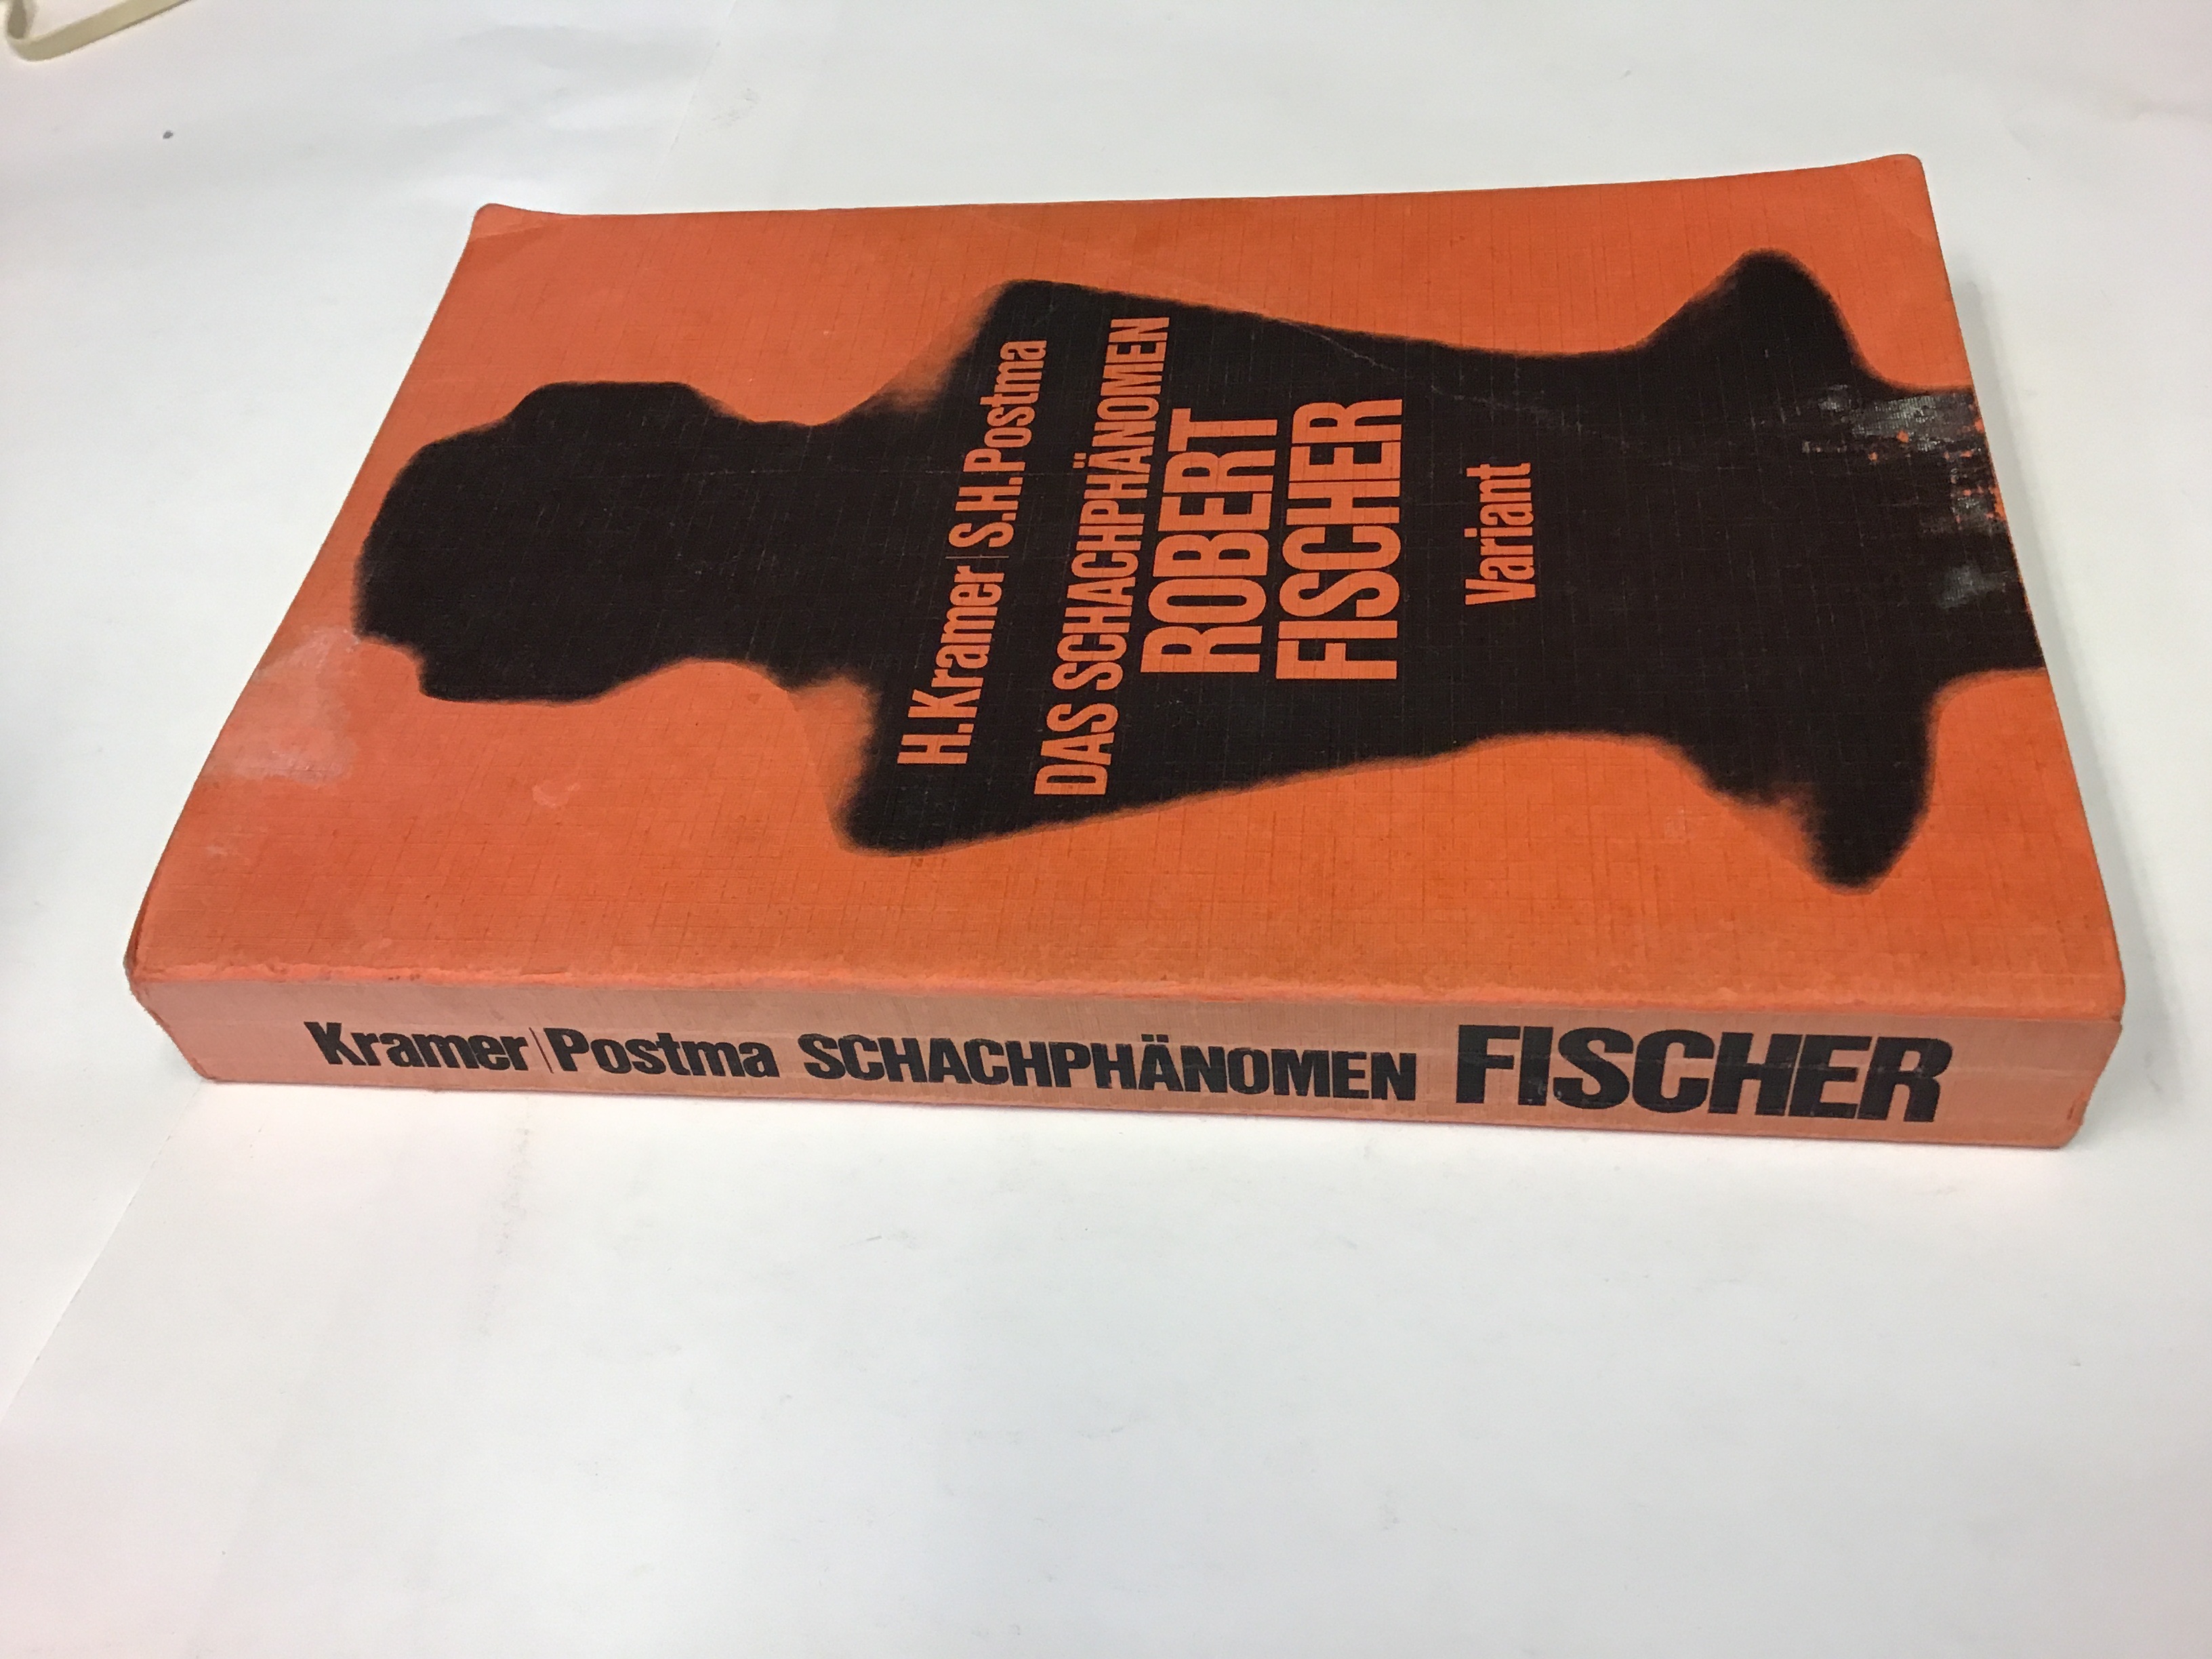 H.Kramer|S.H.Postma
DAS SCHACHPHÄNOMEN
ROBERT
FISCHER
Variant
Kramer|Postma SCHACHPHÄNOMEN FISCHER